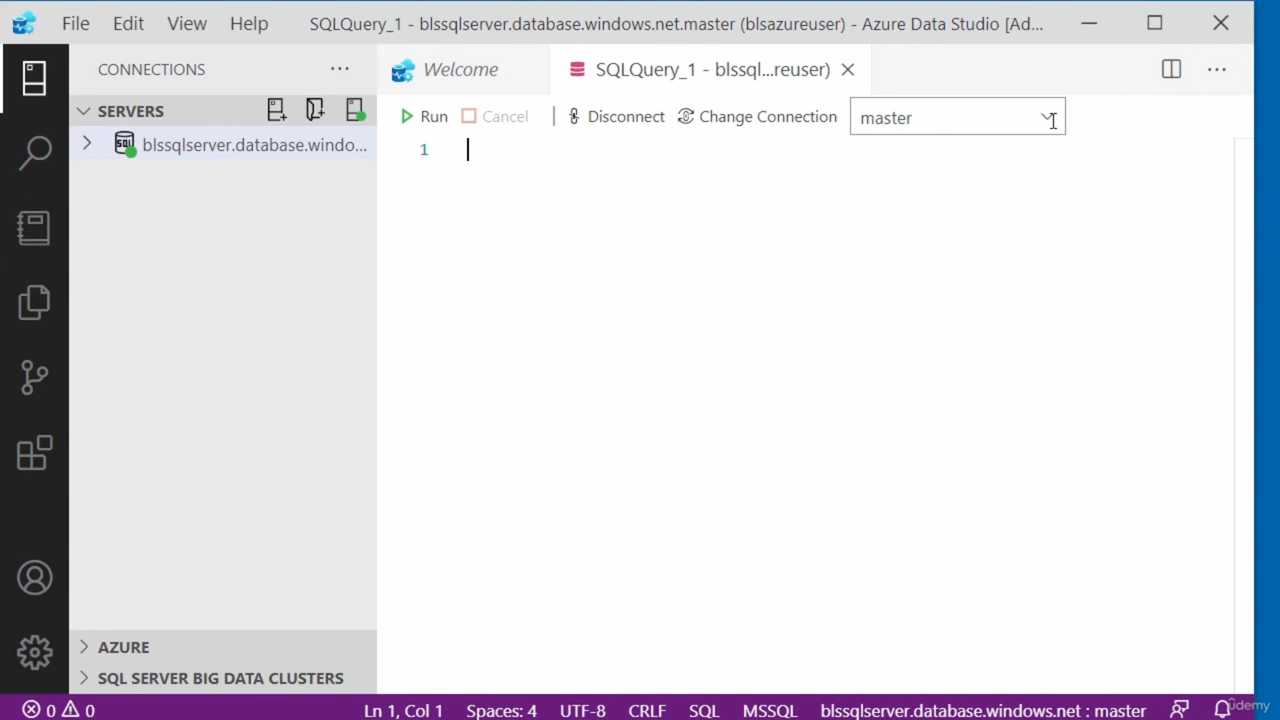 File Edit View Help SQLQuery_1 - blssqlserver.database.windows.net.master (blsazureuser) - Azure Data Studio [Ad...
CONNECTIONS ...
Welcome
SQLQuery_1 - blssql...reuser)
SERVERS
Run Cancel Disconnect Change Connection master
blssqlserver.database.windo...
1
AZURE
SQL SERVER BIG DATA CLUSTERS
0 0 Ln 1, Col 1 Spaces: 4 UTF-8 CRLF SQL MSSQL blssqlserver.database.windows.net : master
udemy